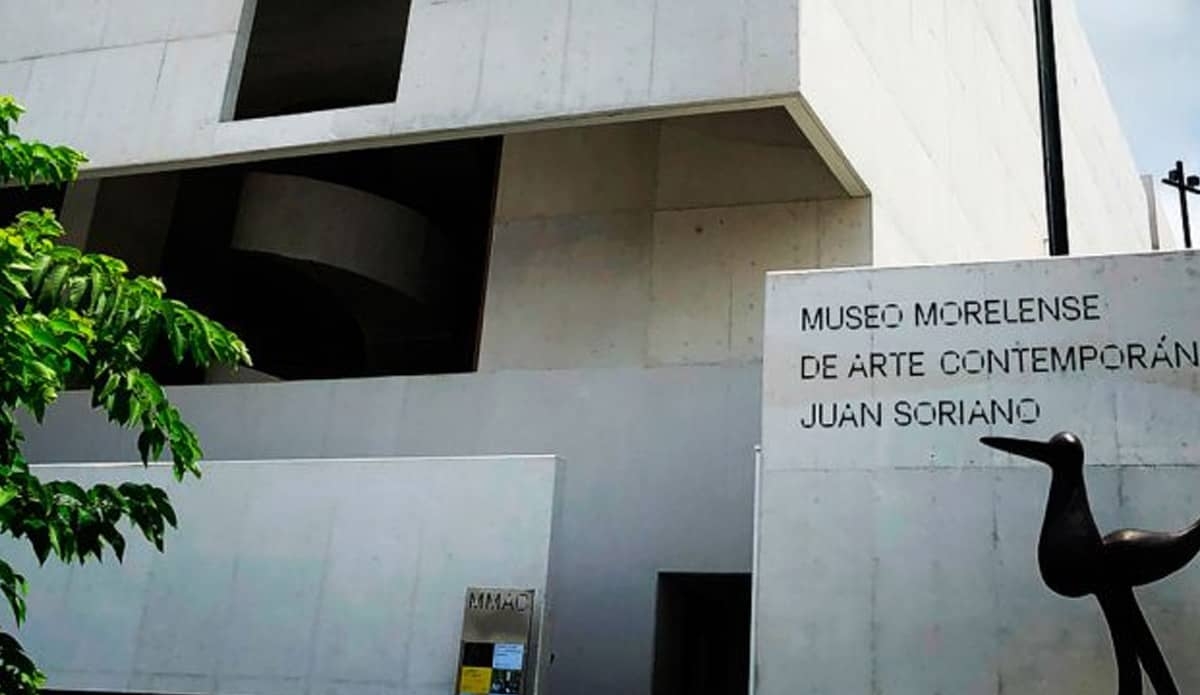 MUSEO MORELENSE
DE ARTE CONTEMPORÁN
JUAN SORIANO
MMAC